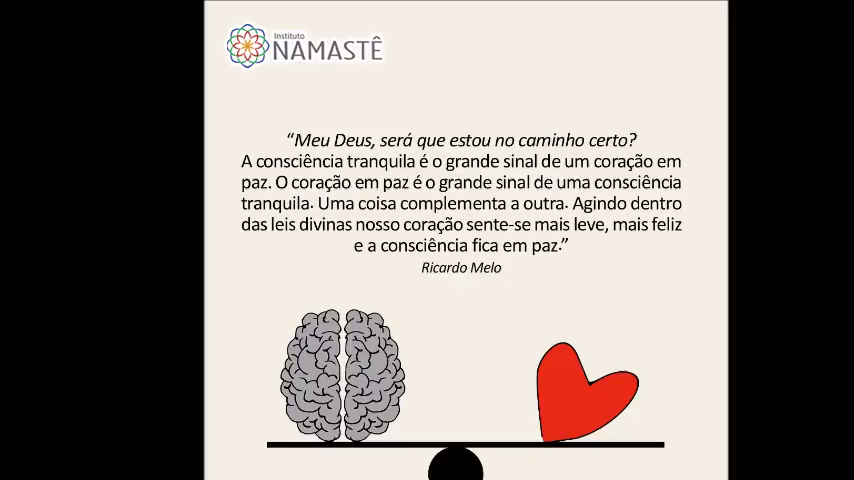 Instituto
NAMASTÊ
“Meu Deus, será que estou no caminho certo?
A consciência tranquila é o grande sinal de um coração em
paz. O coração em paz é o grande sinal de uma consciência
tranquila. Uma coisa complementa a outra. Agindo dentro
das leis divinas nosso coração sente-se mais leve, mais feliz
e a consciência fica em paz.”
Ricardo Melo